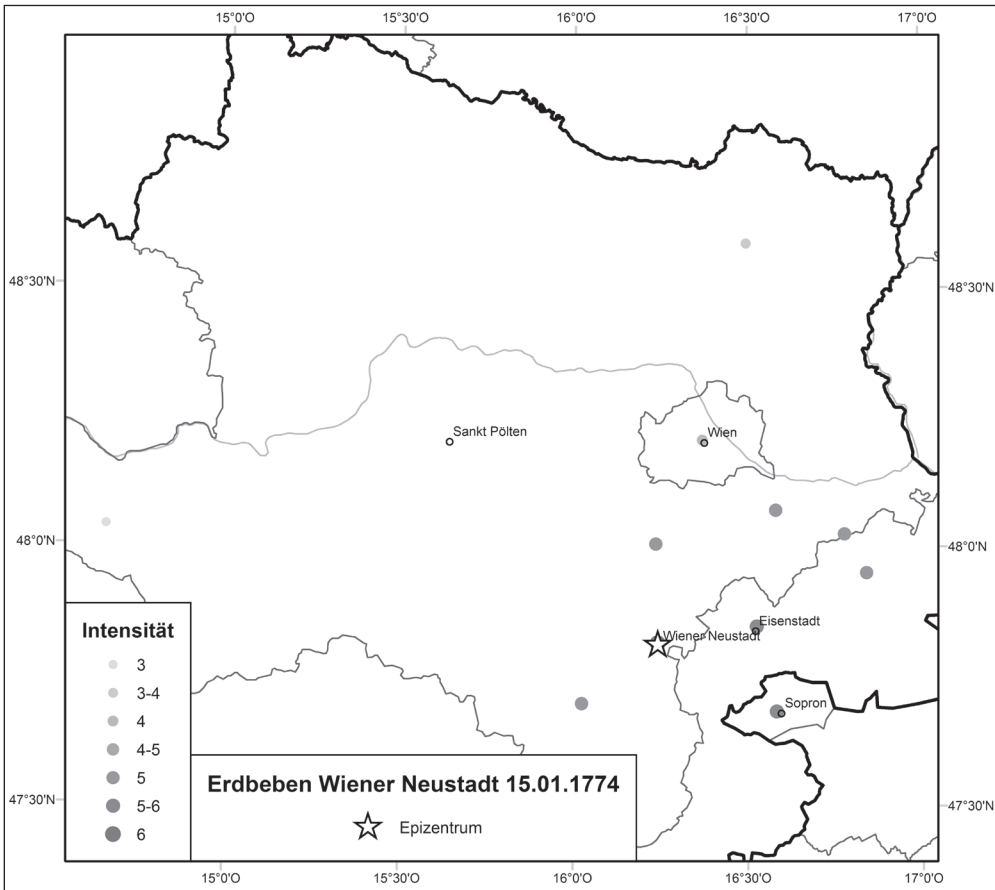 15°0'O 15°30'O 16°0'O 16°30'O 17°0'O
48°30'N 48°30'N
Sankt Pölten
Wien
48°0'N 48°0'N
Eisenstadt
Wiener Neustadt
Sopron
Intensität
3
3-4
4
4-5
5
5-6
6
Erdbeben Wiener Neustadt 15.01.1774
Epizentrum
47°30'N 47°30'N
15°0'O 15°30'O 16°0'O 16°30'O 17°0'O